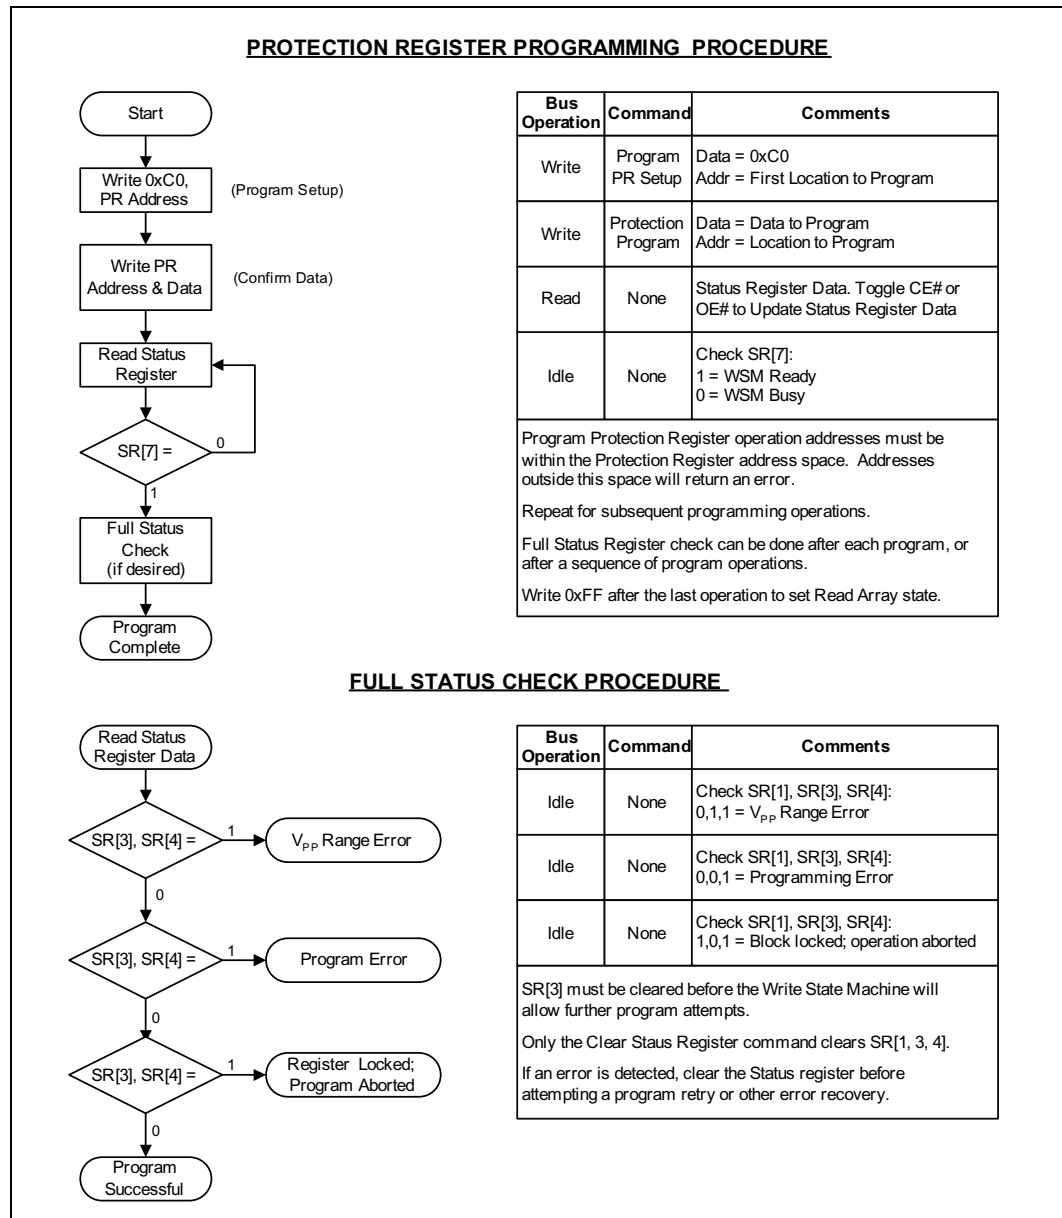 PROTECTION REGISTER PROGRAMMING PROCEDURE
Start
Write 0xC0,
PR Address
(Program Setup)
Write PR
Address & Data
(Confirm Data)
Read Status
Register
SR[7] =
0
1
Full Status
Check
(if desired)
Program
Complete
Bus
Operation
Command
Comments
Write
Program
PR Setup
Data = 0xC0
Addr = First Location to Program
Write
Protection
Program
Data = Data to Program
Addr = Location to Program
Read
None
Status Register Data. Toggle CE# or
OE# to Update Status Register Data
Idle
None
Check SR[7]:
1 = WSM Ready
0 = WSM Busy
Program Protection Register operation addresses must be
within the Protection Register address space. Addresses
outside this space will return an error.
Repeat for subsequent programming operations.
Full Status Register check can be done after each program, or
after a sequence of program operations.
Write 0xFF after the last operation to set Read Array state.
FULL STATUS CHECK PROCEDURE
Read Status
Register Data
SR[3], SR[4] =
1
VPP Range Error
0
SR[3], SR[4] =
1
Program Error
0
SR[3], SR[4] =
1
Register Locked;
Program Aborted
0
Program
Successful
Bus
Operation
Command
Comments
Idle
None
Check SR[1], SR[3], SR[4]:
0,1,1 = VPP Range Error
Idle
None
Check SR[1], SR[3], SR[4]:
0,0,1 = Programming Error
Idle
None
Check SR[1], SR[3], SR[4]:
1,0,1 = Block locked; operation aborted
SR[3] must be cleared before the Write State Machine will
allow further program attempts.
Only the Clear Staus Register command clears SR[1, 3, 4].
If an error is detected, clear the Status register before
attempting a program retry or other error recovery.